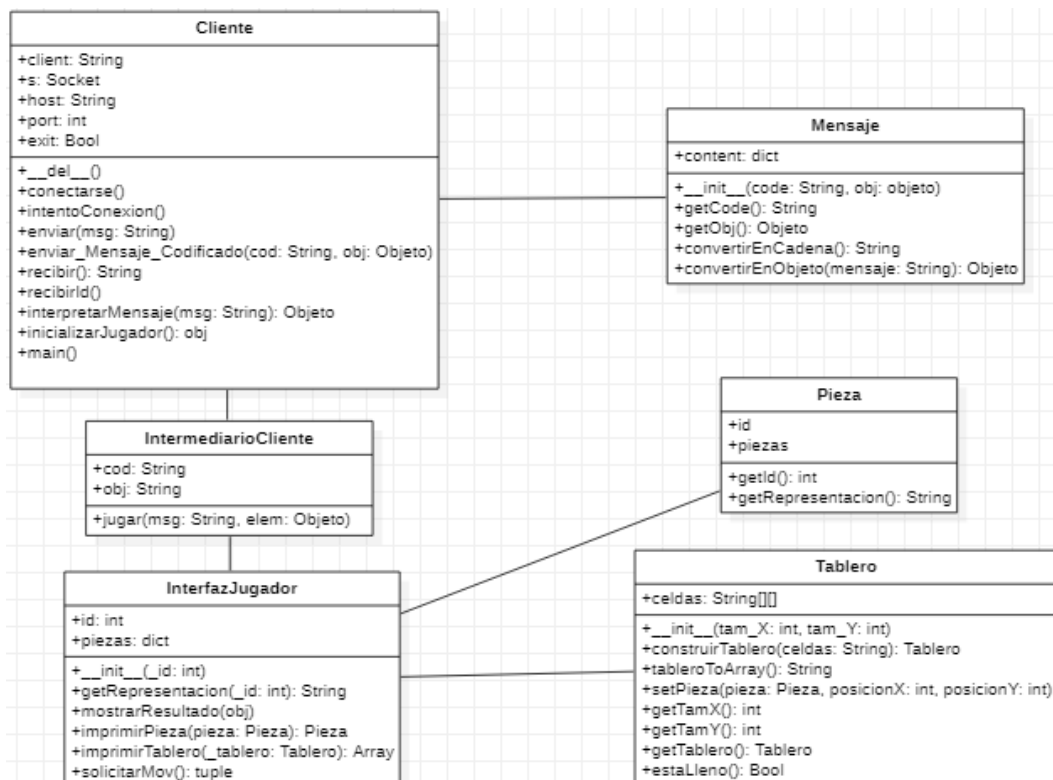 Cliente
+client: String
+s: Socket
+host: String
+port: int
+exit: Bool
+__del__()
+conectarse()
+intentoConexion()
+enviar(msg: String)
+enviar_Mensaje_Codificado(cod: String, obj: Objeto)
+recibir(): String
+recibirId()
+interpretarMensaje(msg: String): Objeto
+inicializarJugador(): obj
+main()
Mensaje
+content: dict
+__init__(code: String, obj: objeto)
+getCode(): String
+getObj(): Objeto
+convertirEnCadena(): String
+convertirEnObjeto(mensaje: String): Objeto
IntermediarioCliente
+cod: String
+obj: String
+jugar(msg: String, elem: Objeto)
Pieza
+id
+piezas
+getId(): int
+getRepresentacion(): String
InterfazJugador
+id: int
+piezas: dict
+__init__(_id: int)
+getRepresentacion(_id: int): String
+mostrarResultado(obj)
+imprimirPieza(pieza: Pieza): Pieza
+imprimirTablero(_tablero: Tablero): Array
+solicitarMov(): tuple
Tablero
+celdas: String[][]
+__init__(tam_X: int, tam_Y: int)
+construirTablero(celdas: String): Tablero
+tableroToArray(): String
+setPieza(pieza: Pieza, posicionX: int, posicionY: int)
+getTamX(): int
+getTamY(): int
+getTablero(): Tablero
+estaLleno(): Bool